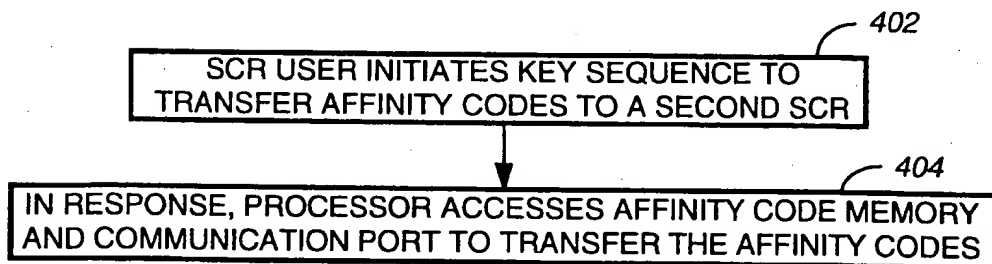 402
SCR USER INITIATES KEY SEQUENCE TO
TRANSFER AFFINITY CODES TO A SECOND SCR
404
IN RESPONSE, PROCESSOR ACCESSES AFFINITY CODE MEMORY
AND COMMUNICATION PORT TO TRANSFER THE AFFINITY CODES